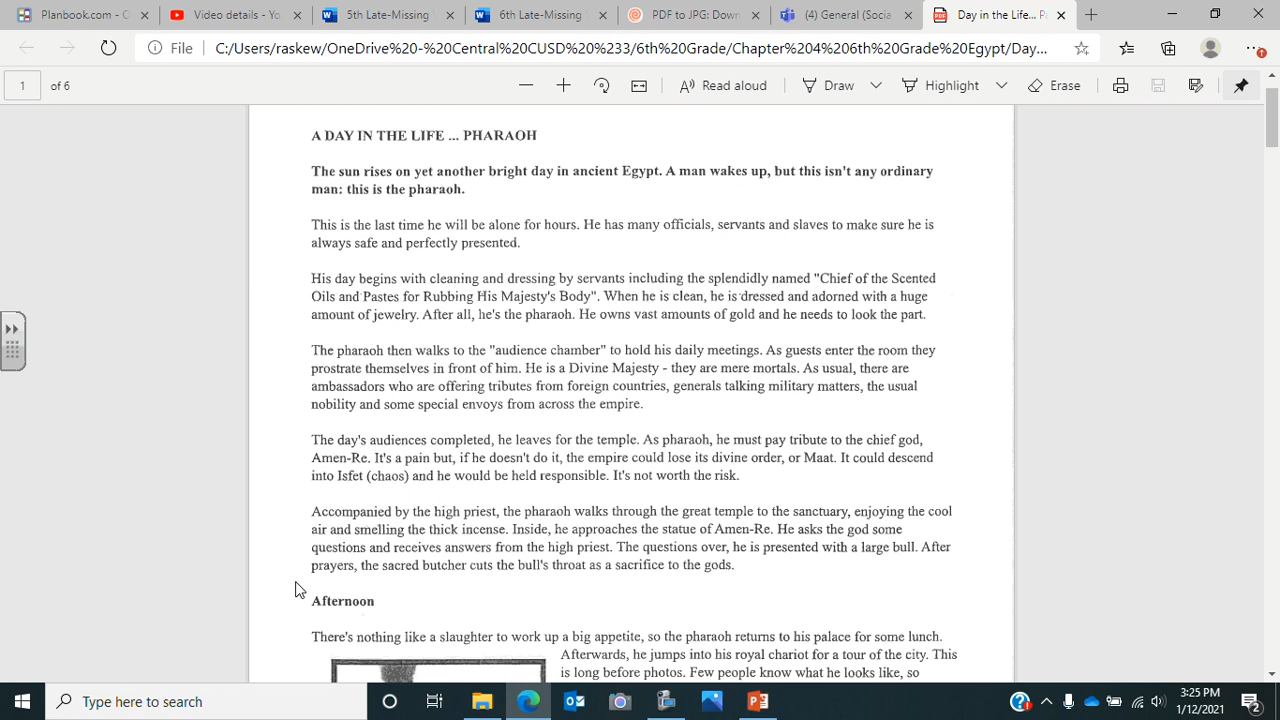 Planbook.com - C
Video details - Yo
5th Late-Missing
6th Late-Missing
PDF to JPG: Down
(4) General (Socia
Day in the Life... P
File
C:/Users/raskew/OneDrive%20-%20Central%20CUSD%20%233/6th%20Grade/Chapter%204%206th%20Grade%20Egypt/Day...
1 of 6
Read aloud
Draw
Highlight
Erase
A DAY IN THE LIFE ... PHARAOH
The sun rises on yet another bright day in ancient Egypt. A man wakes up, but this isn't any ordinary
man: this is the pharaoh.
This is the last time he will be alone for hours. He has many officials, servants and slaves to make sure he is
always safe and perfectly presented.
His day begins with cleaning and dressing by servants including the splendidly named "Chief of the Scented
Oils and Pastes for Rubbing His Majesty's Body". When he is clean, he is dressed and adorned with a huge
amount of jewelry. After all, he's the pharaoh. He owns vast amounts of gold and he needs to look the part.
The pharaoh then walks to the "audience chamber" to hold his daily meetings. As guests enter the room they
prostrate themselves in front of him. He is a Divine Majesty - they are mere mortals. As usual, there are
ambassadors who are offering tributes from foreign countries, generals talking military matters, the usual
nobility and some special envoys from across the empire.
The day's audiences completed, he leaves for the temple. As pharaoh, he must pay tribute to the chief god,
Amen-Re. It's a pain but, if he doesn't do it, the empire could lose its divine order, or Maat. It could descend
into Isfet (chaos) and he would be held responsible. It's not worth the risk.
Accompanied by the high priest, the pharaoh walks through the great temple to the sanctuary, enjoying the cool
air and smelling the thick incense. Inside, he approaches the statue of Amen-Re. He asks the god some
questions and receives answers from the high priest. The questions over, he is presented with a large bull. After
prayers, the sacred butcher cuts the bull's throat as a sacrifice to the gods.
Afternoon
There's nothing like a slaughter to work up a big appetite, so the pharaoh returns to his palace for some lunch.
Afterwards, he jumps into his royal chariot for a tour of the city. This
is long before photos. Few people know what he looks like, so
Type here to search
3:25 PM
1/12/2021
2